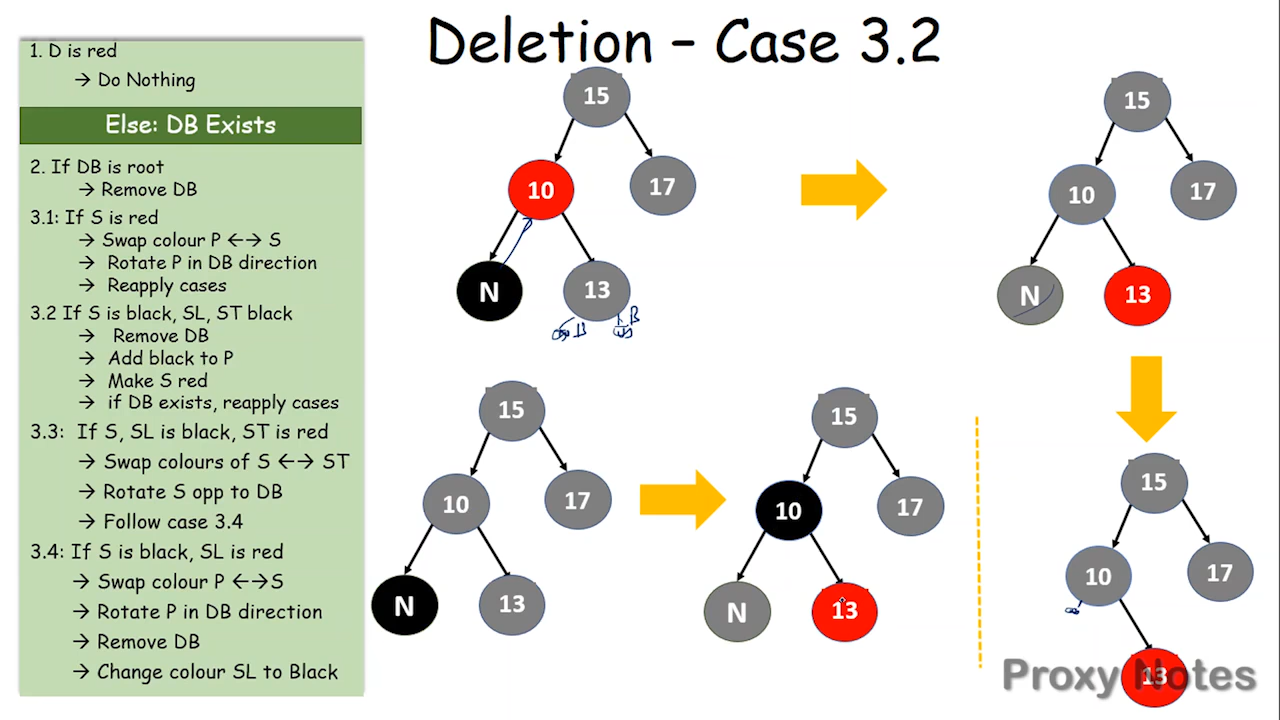 Deletion – Case 3.2
1. D is red
→ Do Nothing
Else: DB Exists
2. If DB is root
→ Remove DB
3.1: If S is red
→ Swap colour P ←→ S
→ Rotate P in DB direction
→ Reapply cases
3.2 If S is black, SL, ST black
→ Remove DB
→ Add black to P
→ Make S red
→ if DB exists, reapply cases
3.3: If S, SL is black, ST is red
→ Swap colours of S ←→ ST
→ Rotate S opp to DB
→ Follow case 3.4
3.4: If S is black, SL is red
→ Swap colour P ←→S
→ Rotate P in DB direction
→ Remove DB
→ Change colour SL to Black
15
10
17
N
13
B
B
15
10
17
N
13
15
10
17
N
13
15
10
17
N
13
15
10
17
13
Proxy Notes